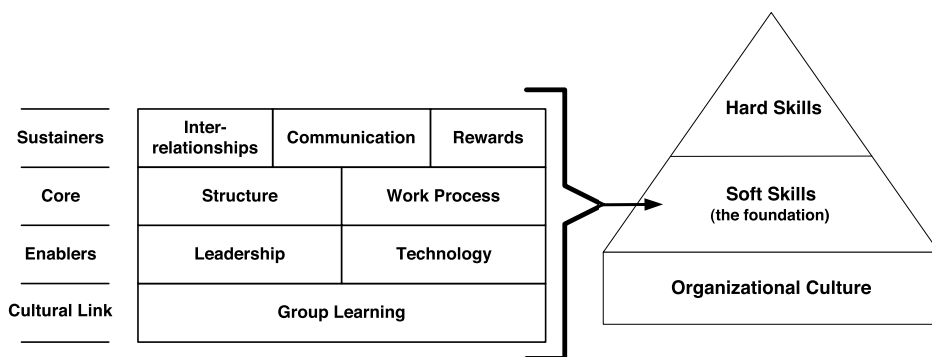 Sustainers
Inter-
relationships
Communication
Rewards
Core
Structure
Work Process
Enablers
Leadership
Technology
Cultural Link
Group Learning
Hard Skills
Soft Skills
(the foundation)
Organizational Culture